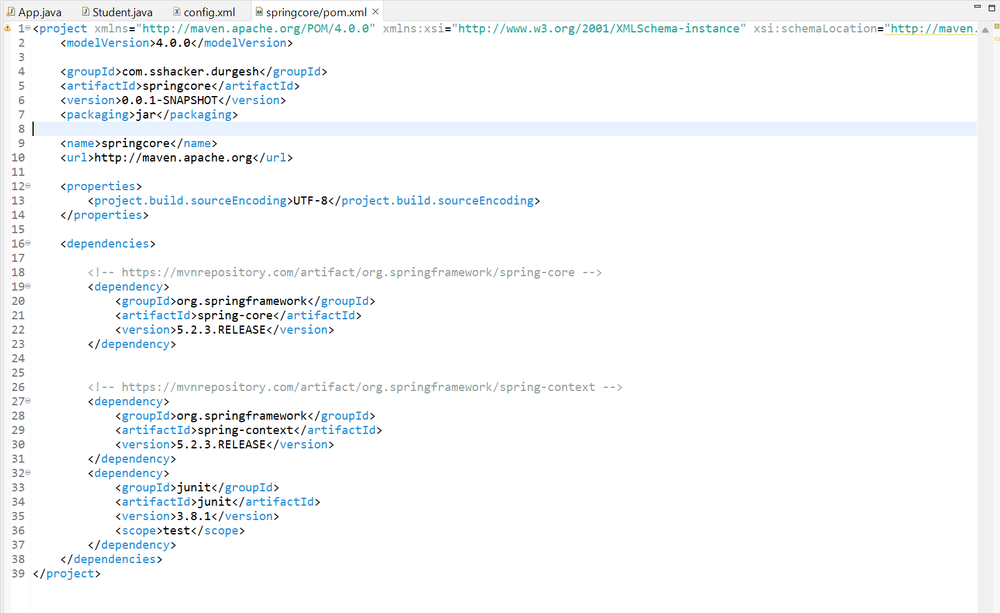 App.java Student.java config.xml springcore/pom.xml
1 <project xmlns="http://maven.apache.org/POM/4.0.0" xmlns:xsi="http://www.w3.org/2001/XMLSchema-instance" xsi:schemaLocation="http://maven.
2 <modelVersion>4.0.0</modelVersion>
3
4 <groupId>com.sshacker.durgesh</groupId>
5 <artifactId>springcore</artifactId>
6 <version>0.0.1-SNAPSHOT</version>
7 <packaging>jar</packaging>
8
9 <name>springcore</name>
10 <url>http://maven.apache.org</url>
11
12 <properties>
13 <project.build.sourceEncoding>UTF-8</project.build.sourceEncoding>
14 </properties>
15
16 <dependencies>
17
18 <!-- https://mvnrepository.com/artifact/org.springframework/spring-core -->
19 <dependency>
20 <groupId>org.springframework</groupId>
21 <artifactId>spring-core</artifactId>
22 <version>5.2.3.RELEASE</version>
23 </dependency>
24
25
26 <!-- https://mvnrepository.com/artifact/org.springframework/spring-context -->
27 <dependency>
28 <groupId>org.springframework</groupId>
29 <artifactId>spring-context</artifactId>
30 <version>5.2.3.RELEASE</version>
31 </dependency>
32 <dependency>
33 <groupId>junit</groupId>
34 <artifactId>junit</artifactId>
35 <version>3.8.1</version>
36 <scope>test</scope>
37 </dependency>
38 </dependencies>
39 </project>